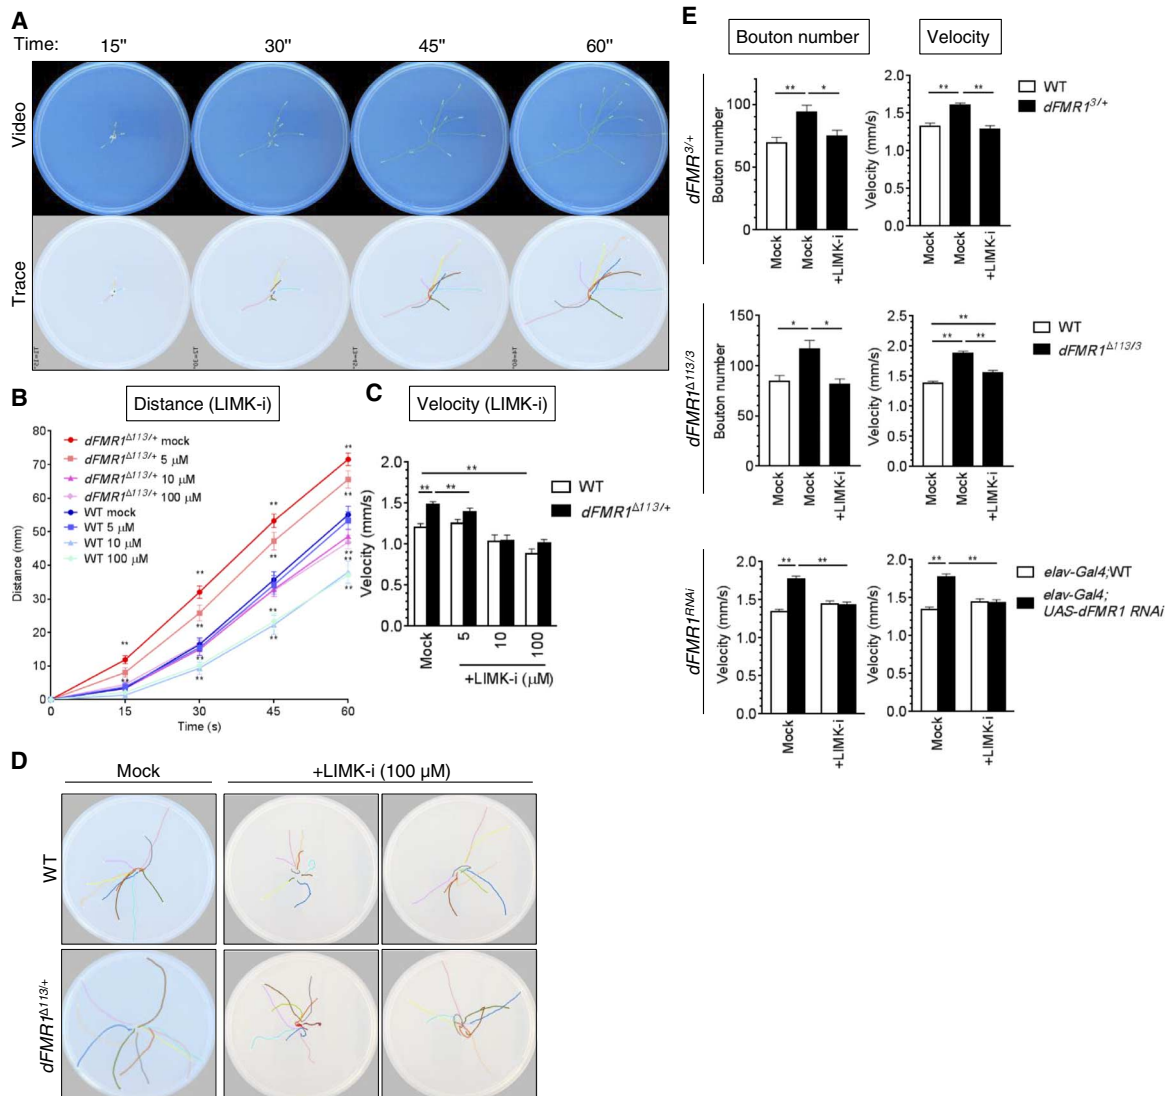 A
Time: 15" 30" 45" 60"
Video
Trace
B
Distance (LIMK-i)
Distance (mm)
80
70
60
50
40
30
20
10
0
dFMR1Δ113/+ mock
dFMR1Δ113/+ 5 μM
dFMR1Δ113/+ 10 μM
dFMR1Δ113/+ 100 μM
WT mock
WT 5 μM
WT 10 μM
WT 100 μM
** ** ** **
** ** ** **
** ** ** **
0 15 30 45 60
Time (s)
C
Velocity (LIMK-i)
Velocity (mm/s)
2.0
1.5
1.0
0.5
0.0
**
** **
WT
dFMR1Δ113/+
Mock 5 10 100
+LIMK-i (μM)
D
Mock +LIMK-i (100 μM)
WT
dFMR1Δ113/+
E
Bouton number Velocity
dFMR3/+
Bouton number
100
50
0
** *
Mock Mock +LIMK-i
Velocity (mm/s)
2.0
1.5
1.0
0.5
0.0
** **
Mock Mock +LIMK-i
WT
dFMR13/+
dFMR1Δ113/3
Bouton number
150
100
50
0
* *
Mock Mock +LIMK-i
Velocity (mm/s)
2.5
2.0
1.5
1.0
0.5
0.0
**
** **
Mock Mock +LIMK-i
WT
dFMR1Δ113/3
dFMR1RNAi
Velocity (mm/s)
2.0
1.5
1.0
0.5
0.0
** **
Mock +LIMK-i
Velocity (mm/s)
2.0
1.5
1.0
0.5
0.0
** **
Mock +LIMK-i
elav-Gal4;WT
elav-Gal4;
UAS-dFMR1 RNAi